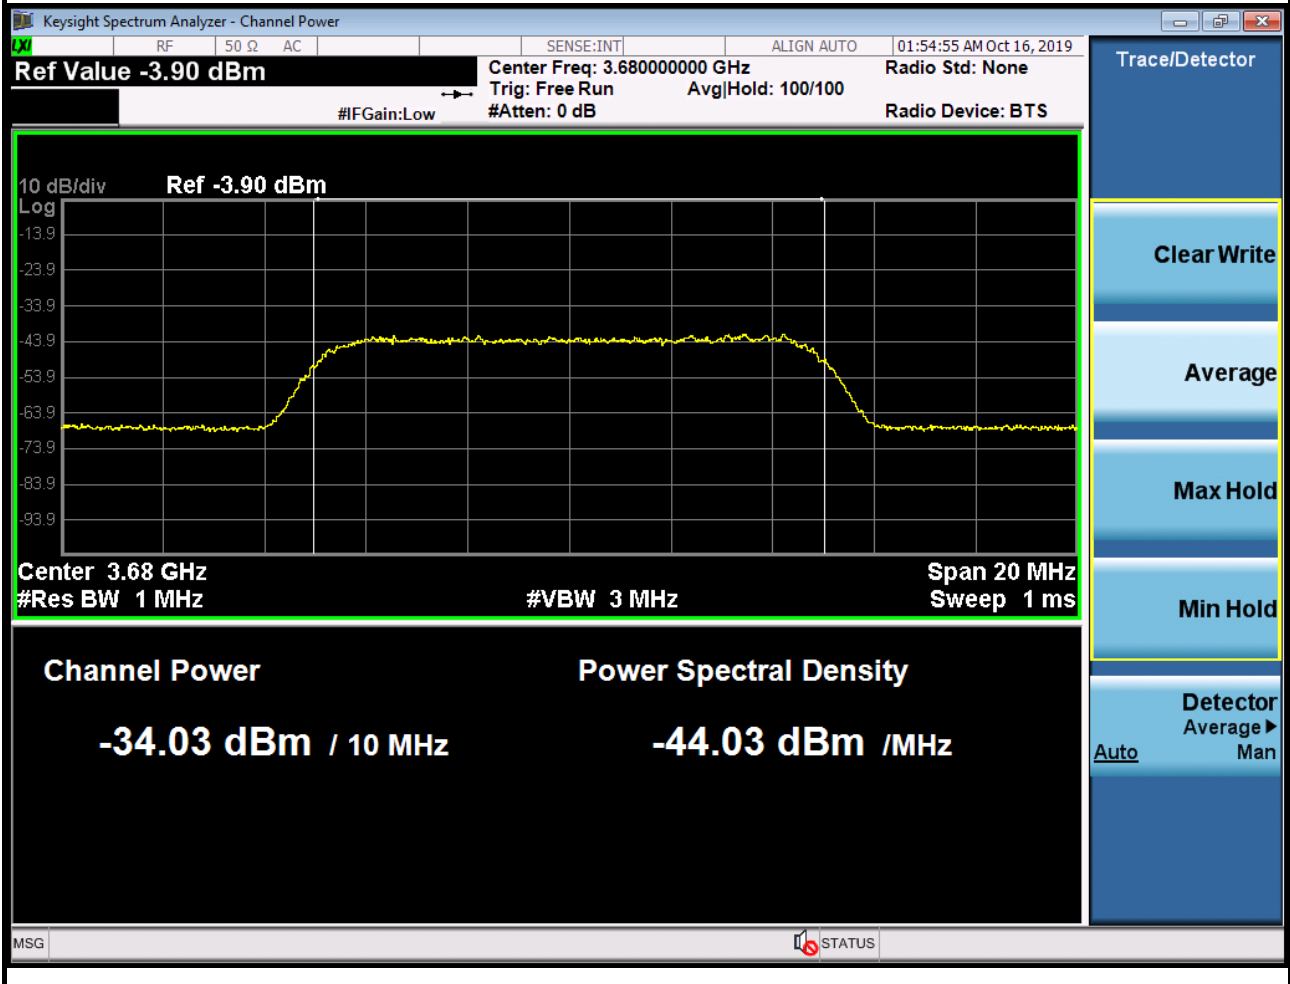 Keysight Spectrum Analyzer - Channel Power
LXI RF 50 Ω AC SENSE:INT ALIGN AUTO 01:54:55 AM Oct 16, 2019
Ref Value -3.90 dBm
Center Freq: 3.680000000 GHz Radio Std: None
Trig: Free Run Avg|Hold: 100/100
#IFGain:Low #Atten: 0 dB Radio Device: BTS
10 dB/div Ref -3.90 dBm
Log
-13.9
-23.9
-33.9
-43.9
-53.9
-63.9
-73.9
-83.9
-93.9
Center 3.68 GHz Span 20 MHz
#Res BW 1 MHz #VBW 3 MHz Sweep 1 ms
Channel Power Power Spectral Density
-34.03 dBm / 10 MHz -44.03 dBm /MHz
Trace/Detector
Clear Write
Average
Max Hold
Min Hold
Detector
Average
Auto Man
MSG STATUS